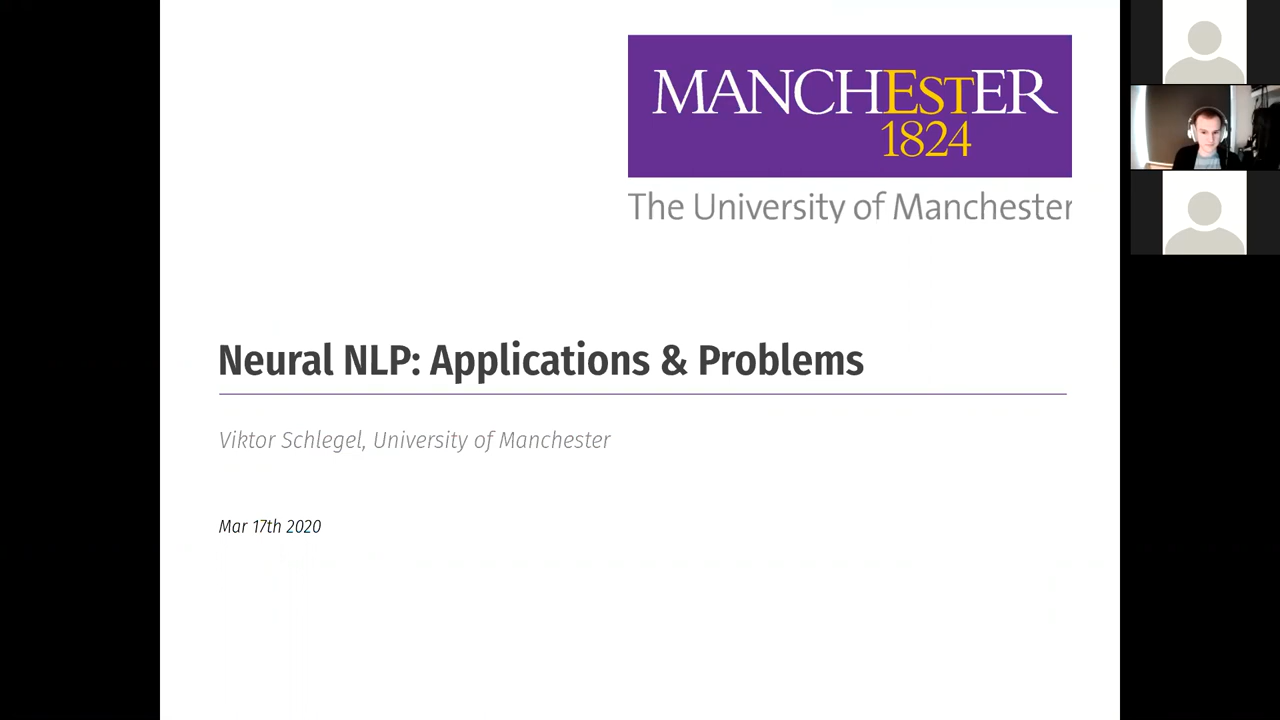 MANCHEsTER
1824
The University of Manchester
Neural NLP: Applications & Problems
Viktor Schlegel, University of Manchester
Mar 17th 2020